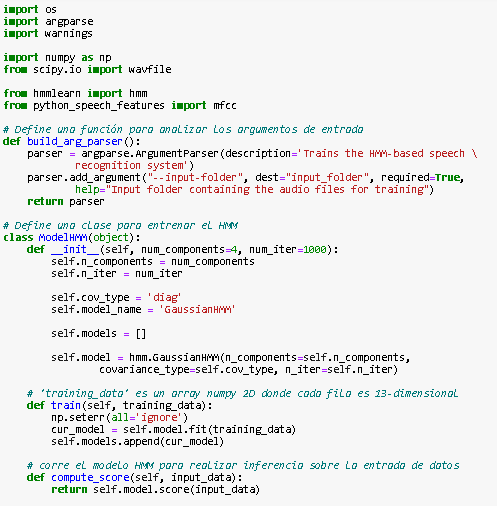 import os
import argparse
import warnings
import numpy as np
from scipy.io import wavfile
from hmmlearn import hmm
from python_speech_features import mfcc
# Define una función para analizar los argumentos de entrada
def build_arg_parser():
    parser = argparse.ArgumentParser(description='Trains the HMM-based speech \
            recognition system')
    parser.add_argument("--input-folder", dest="input_folder", required=True,
            help="Input folder containing the audio files for training")
    return parser
# Define una clase para entrenar el HMM
class ModelHMM(object):
    def __init__(self, num_components=4, num_iter=1000):
        self.n_components = num_components
        self.n_iter = num_iter
        self.cov_type = 'diag'
        self.model_name = 'GaussianHMM'
        self.models = []
        self.model = hmm.GaussianHMM(n_components=self.n_components,
                covariance_type=self.cov_type, n_iter=self.n_iter)
    # 'training_data' es un array numpy 2D donde cada fila es 13-dimensional
    def train(self, training_data):
        np.seterr(all='ignore')
        cur_model = self.model.fit(training_data)
        self.models.append(cur_model)
    # corre el modelo HMM para realizar inferencia sobre la entrada de datos
    def compute_score(self, input_data):
        return self.model.score(input_data)